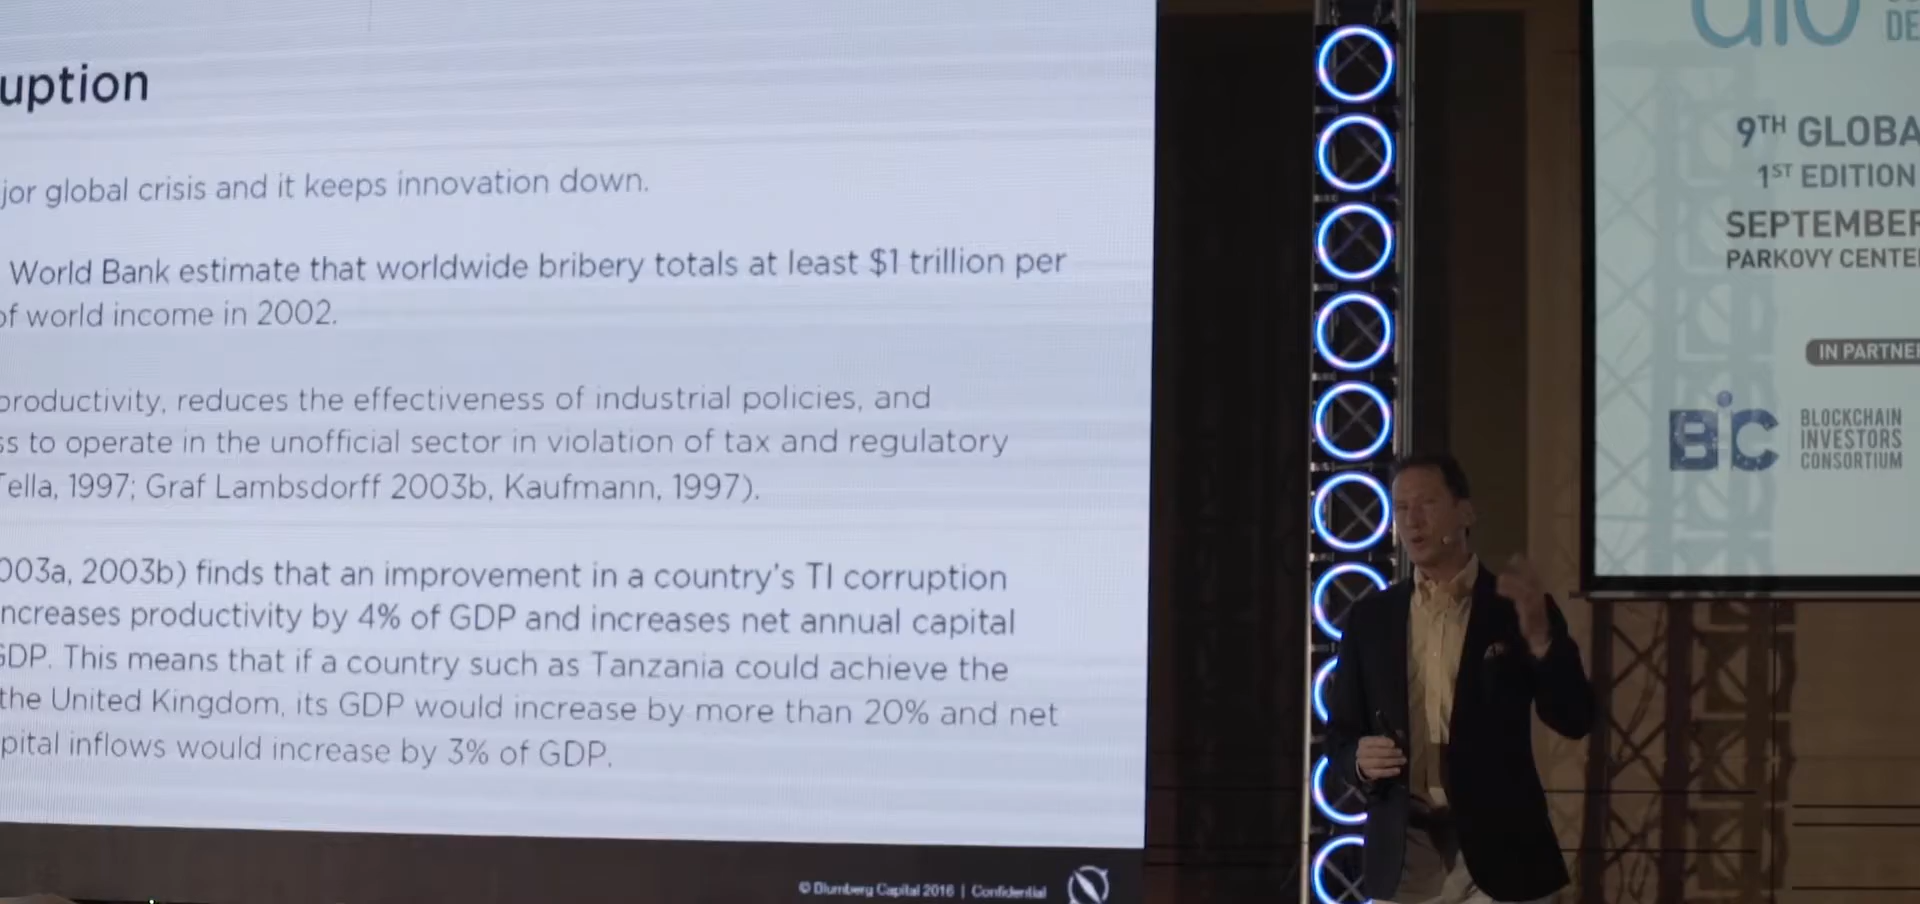 uption
jor global crisis and it keeps innovation down.
World Bank estimate that worldwide bribery totals at least $1 trillion per
of world income in 2002.
productivity, reduces the effectiveness of industrial policies, and
ss to operate in the unofficial sector in violation of tax and regulatory
Tella, 1997; Graf Lambsdorff 2003b, Kaufmann, 1997).
003a, 2003b) finds that an improvement in a country's TI corruption
ncreases productivity by 4% of GDP and increases net annual capital
GDP. This means that if a country such as Tanzania could achieve the
the United Kingdom, its GDP would increase by more than 20% and net
pital inflows would increase by 3% of GDP.
© Blumberg Capital 2016 | Confidential
DE
9TH GLOBA
1ST EDITION
SEPTEMBER
PARKOVY CENTE
IN PARTNE
BIC
BLOCKCHAIN
INVESTORS
CONSORTIUM